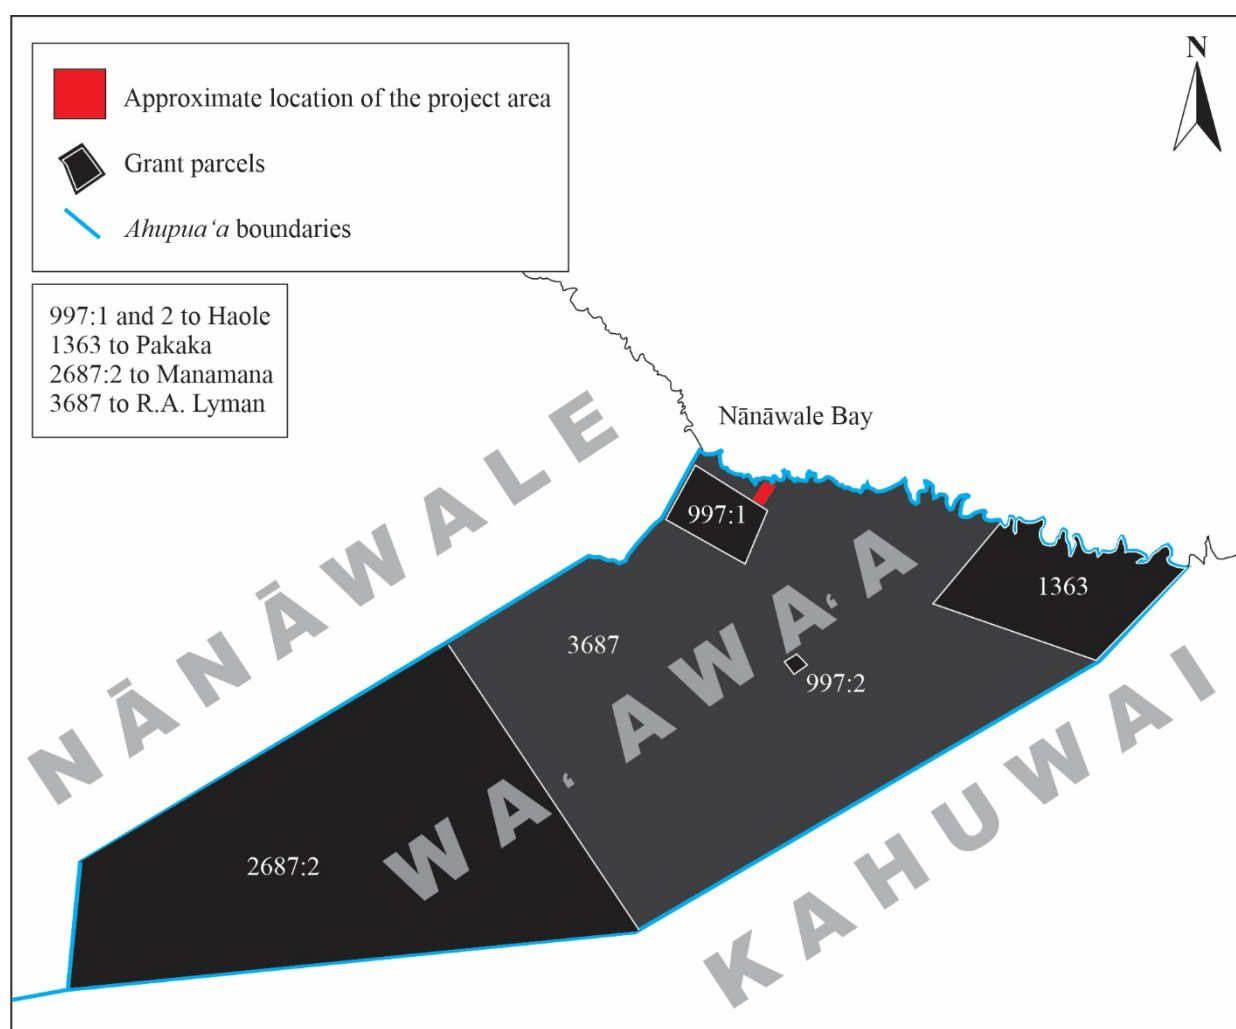 Approximate location of the project area
Grant parcels
Ahupuaʻa boundaries
N
997:1 and 2 to Haole
1363 to Pakaka
2687:2 to Manamana
3687 to R.A. Lyman
Nānāwale Bay
NĀNĀWALE
997:1
1363
3687
997:2
WAʻAWAʻA
2687:2
KAHUWAI